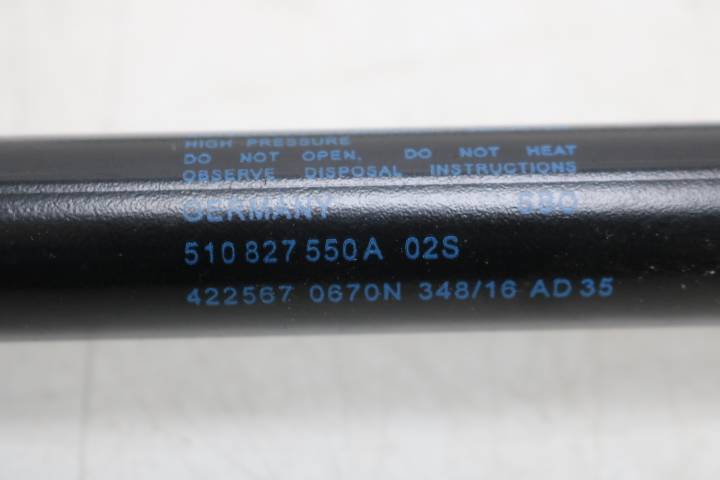 HIGH PRESSURE
DO NOT OPEN, DO NOT HEAT
OBSERVE DISPOSAL INSTRUCTIONS
GERMANY
510 827 550A 02S
422567 0670N 348/16 AD 35